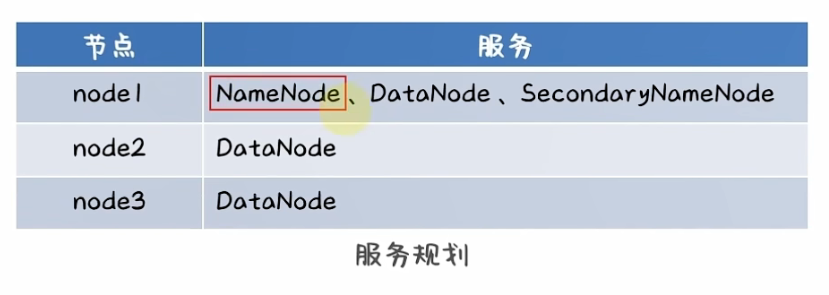 节点 服务
node1 NameNode、DataNode、SecondaryNameNode
node2 DataNode
node3 DataNode
服务规划